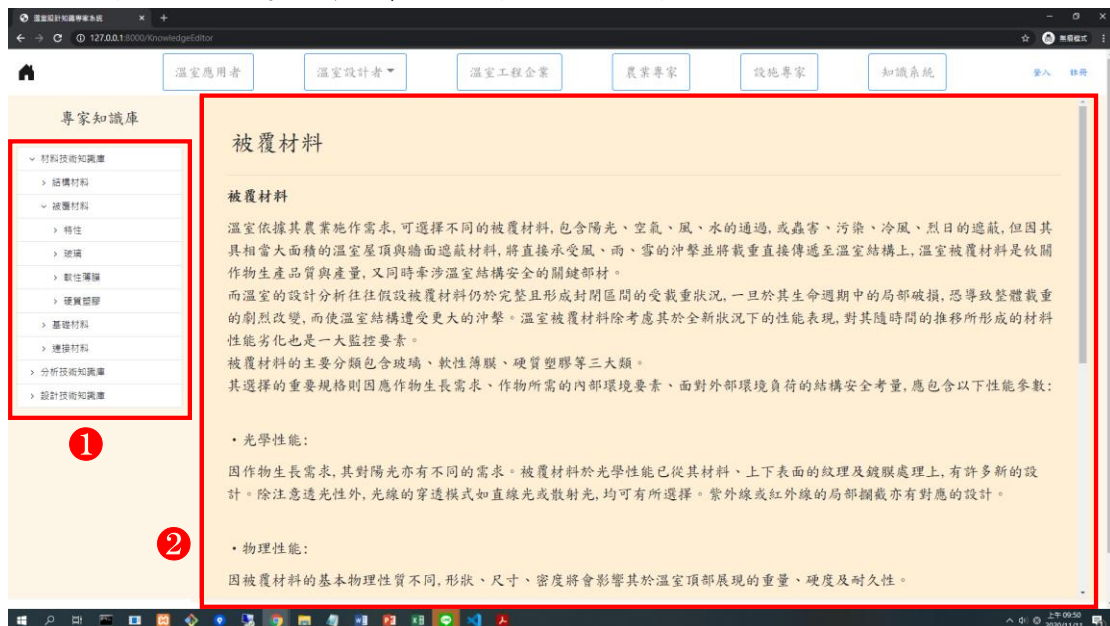 溫室設計知識專家系統
127.0.0.1:8000/KnowledgeEditor
無痕模式
溫室應用者
溫室設計者
溫室工程企業
農業專家
設施專家
知識系統
登入
註冊
專家知識庫
材料技術知識庫
結構材料
被覆材料
特性
玻璃
軟性薄膜
硬質塑膠
基礎材料
連接材料
分析技術知識庫
設計技術知識庫
1
被覆材料
被覆材料
溫室依據其農業施作需求,可選擇不同的被覆材料,包含陽光、空氣、風、水的通過,或蟲害、污染、冷風、烈日的遮蔽,但因其
具相當大面積的溫室屋頂與牆面遮蔽材料,將直接承受風、雨、雪的沖擊並將載重直接傳遞至溫室結構上,溫室被覆材料是攸關
作物生產品質與產量,又同時牽涉溫室結構安全的關鍵部材。
而溫室的設計分析往往假設被覆材料仍於完整且形成封閉區間的受載重狀況,一旦於其生命週期中的局部破損,恐導致整體載重
的劇烈改變,而使溫室結構遭受更大的沖擊。溫室被覆材料除考慮其於全新狀況下的性能表現,對其隨時間的推移所形成的材料
性能劣化也是一大監控要素。
被覆材料的主要分類包含玻璃、軟性薄膜、硬質塑膠等三大類。
其選擇的重要規格則因應作物生長需求、作物所需的內部環境要素、面對外部環境負荷的結構安全考量,應包含以下性能參數:
・光學性能:
因作物生長需求,其對陽光亦有不同的需求。被覆材料於光學性能已從其材料、上下表面的紋理及鍍膜處理上,有許多新的設
計。除注意透光性外,光線的穿透模式如直線光或散射光,均可有所選擇。紫外線或紅外線的局部攔截亦有對應的設計。
2
・物理性能:
因被覆材料的基本物理性質不同,形狀、尺寸、密度將會影響其於溫室頂部展現的重量、硬度及耐久性。
上午 09:50
2020/11/11